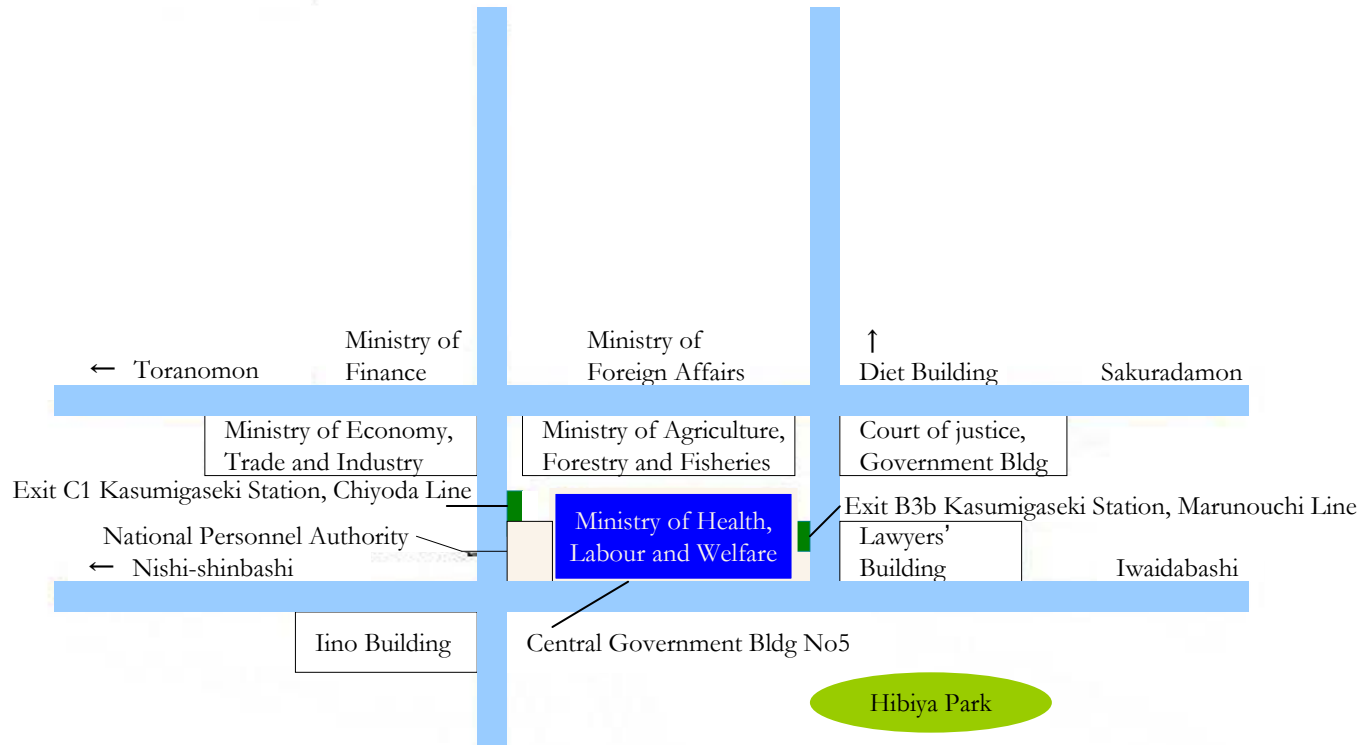 Ministry of
Finance
Ministry of
Foreign Affairs
↑
← Toranomon
Diet Building
Sakuradamon
Ministry of Economy,
Trade and Industry
Ministry of Agriculture,
Forestry and Fisheries
Court of justice,
Government Bldg
Exit C1 Kasumigaseki Station, Chiyoda Line
Ministry of Health,
Labour and Welfare
Exit B3b Kasumigaseki Station, Marunouchi Line
National Personnel Authority
Lawyers’
Building
← Nishi-shinbashi
Iwaidabashi
Iino Building
Central Government Bldg No5
Hibiya Park